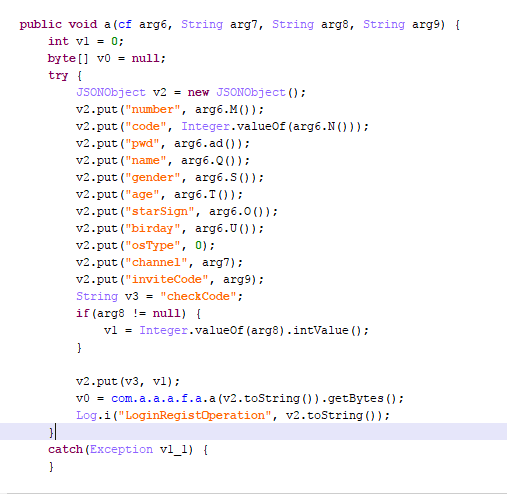 public void a(cf arg6, String arg7, String arg8, String arg9) {
    int v1 = 0;
    byte[] v0 = null;
    try {
        JSONObject v2 = new JSONObject();
        v2.put("number", arg6.M());
        v2.put("code", Integer.valueOf(arg6.N()));
        v2.put("pwd", arg6.ad());
        v2.put("name", arg6.Q());
        v2.put("gender", arg6.S());
        v2.put("age", arg6.T());
        v2.put("starSign", arg6.O());
        v2.put("birday", arg6.U());
        v2.put("osType", 0);
        v2.put("channel", arg7);
        v2.put("inviteCode", arg9);
        String v3 = "checkCode";
        if(arg8 != null) {
            v1 = Integer.valueOf(arg8).intValue();
        }

        v2.put(v3, v1);
        v0 = com.a.a.a.f.a.a(v2.toString()).getBytes();
        Log.i("LoginRegistOperation", v2.toString());
    }
    catch(Exception v1_1) {
    }